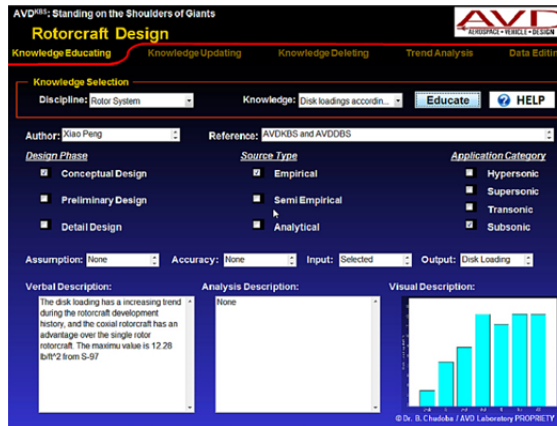 AVDKBS: Standing on the Shoulders of Giants
AVD
AEROSPACE • VEHICLE • DESIGN
Rotorcraft Design
Knowledge Educating Knowledge Updating Knowledge Deleting Trend Analysis Data Editin
Knowledge Selection
Discipline: Rotor System Knowledge: Disk loadings accordin... Educate ? HELP
Author: Xiao Peng Reference: AVDKBS and AVDDBS
Design Phase Source Type Application Category
Conceptual Design Empirical Hypersonic
Supersonic
Preliminary Design Semi Empirical
Transonic
Detail Design Analytical Subsonic
Assumption: None Accuracy: None Input: Selected Output: Disk Loading
Verbal Description: Analysis Description: Visual Description:
The disk loading has a increasing trend None
during the rotorcraft development
history, and the coxial rotorcraft has an
advantage over the single rotor
rotorcraft. The maximu value is 12.28
lb/ft^2 from S-97
© Dr. B. Chudoba / AVD Laboratory PROPRIETY